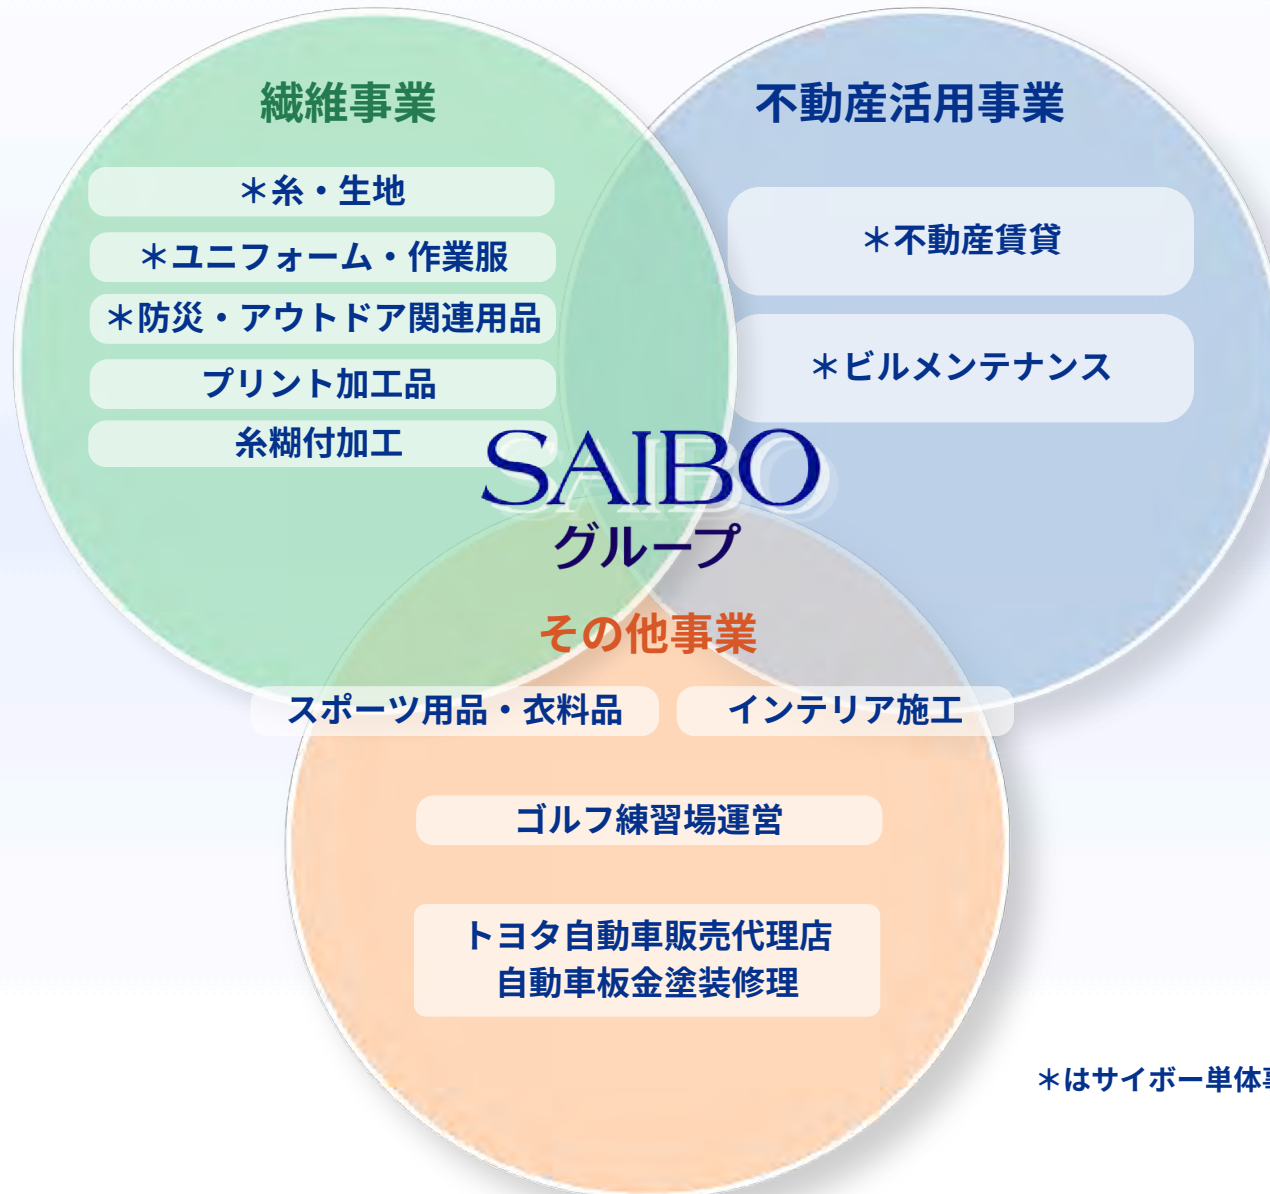 繊維事業
＊糸・生地
＊ユニフォーム・作業服
＊防災・アウトドア関連用品
プリント加工品
糸糊付加工
不動産活用事業
＊不動産賃貸
＊ビルメンテナンス
SAIBO
グループ
その他事業
スポーツ用品・衣料品
インテリア施工
ゴルフ練習場運営
トヨタ自動車販売代理店
自動車板金塗装修理
＊はサイボー単体